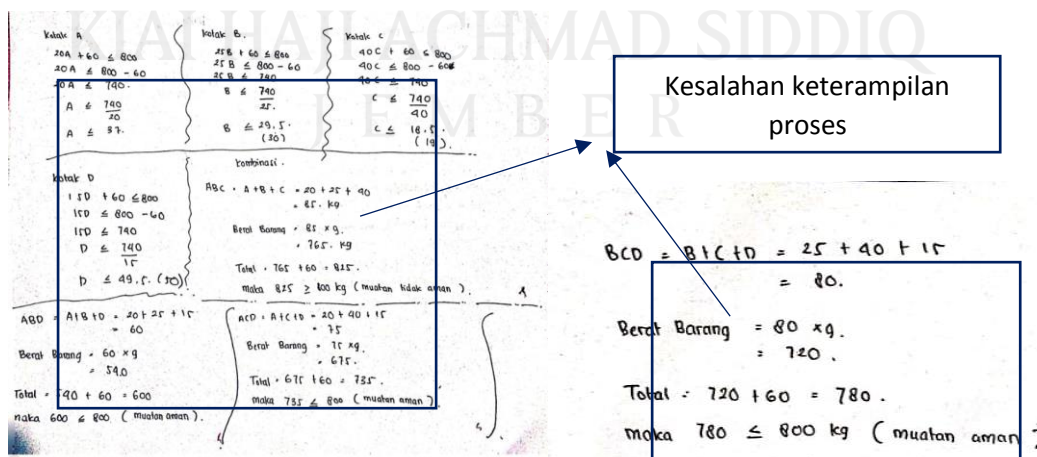 KIAI HAJI ACHMAD SIDDIQ
JEMBER
Kotak A
20A + 60 ≤ 800
20A ≤ 800 - 60
20A ≤ 740.
A ≤ 740/20
A ≤ 37.
Kotak B.
25B + 60 ≤ 800
25B ≤ 800 - 60
25B ≤ 740
B ≤ 740/25.
B ≤ 29,5.
(30)
Kotak C
40C + 60 ≤ 800
40C ≤ 800 - 60
40C ≤ 740
C ≤ 740/40
C ≤ 18,5.
(19).
Kotak D
15D + 60 ≤ 800
15D ≤ 800 - 60
15D ≤ 740
D ≤ 740/15
D ≤ 49,5. (50)
Kombinasi.
ABC = A+B+C = 20 + 25 + 40
= 85. kg
Berat Barang = 85 x 9.
= 765. kg
Total = 765 + 60 = 825.
maka 825 ≥ 800 kg (muatan tidak aman).
ABD = A+B+D = 20 + 25 + 15
= 60
Berat Barang = 60 x 9
= 540
Total = 540 + 60 = 600
maka 600 ≤ 800 (muatan aman).
ACD = A+C+D = 20 + 40 + 15
= 75
Berat Barang = 75 x 9.
= 675.
Total = 675 + 60 = 735.
maka 735 ≤ 800 (muatan aman).
Kesalahan keterampilan
proses
BCD = B+C+D = 25 + 40 + 15
= 80.
Berat Barang = 80 x 9.
= 720.
Total = 720 + 60 = 780.
maka 780 ≤ 800 kg (muatan aman)